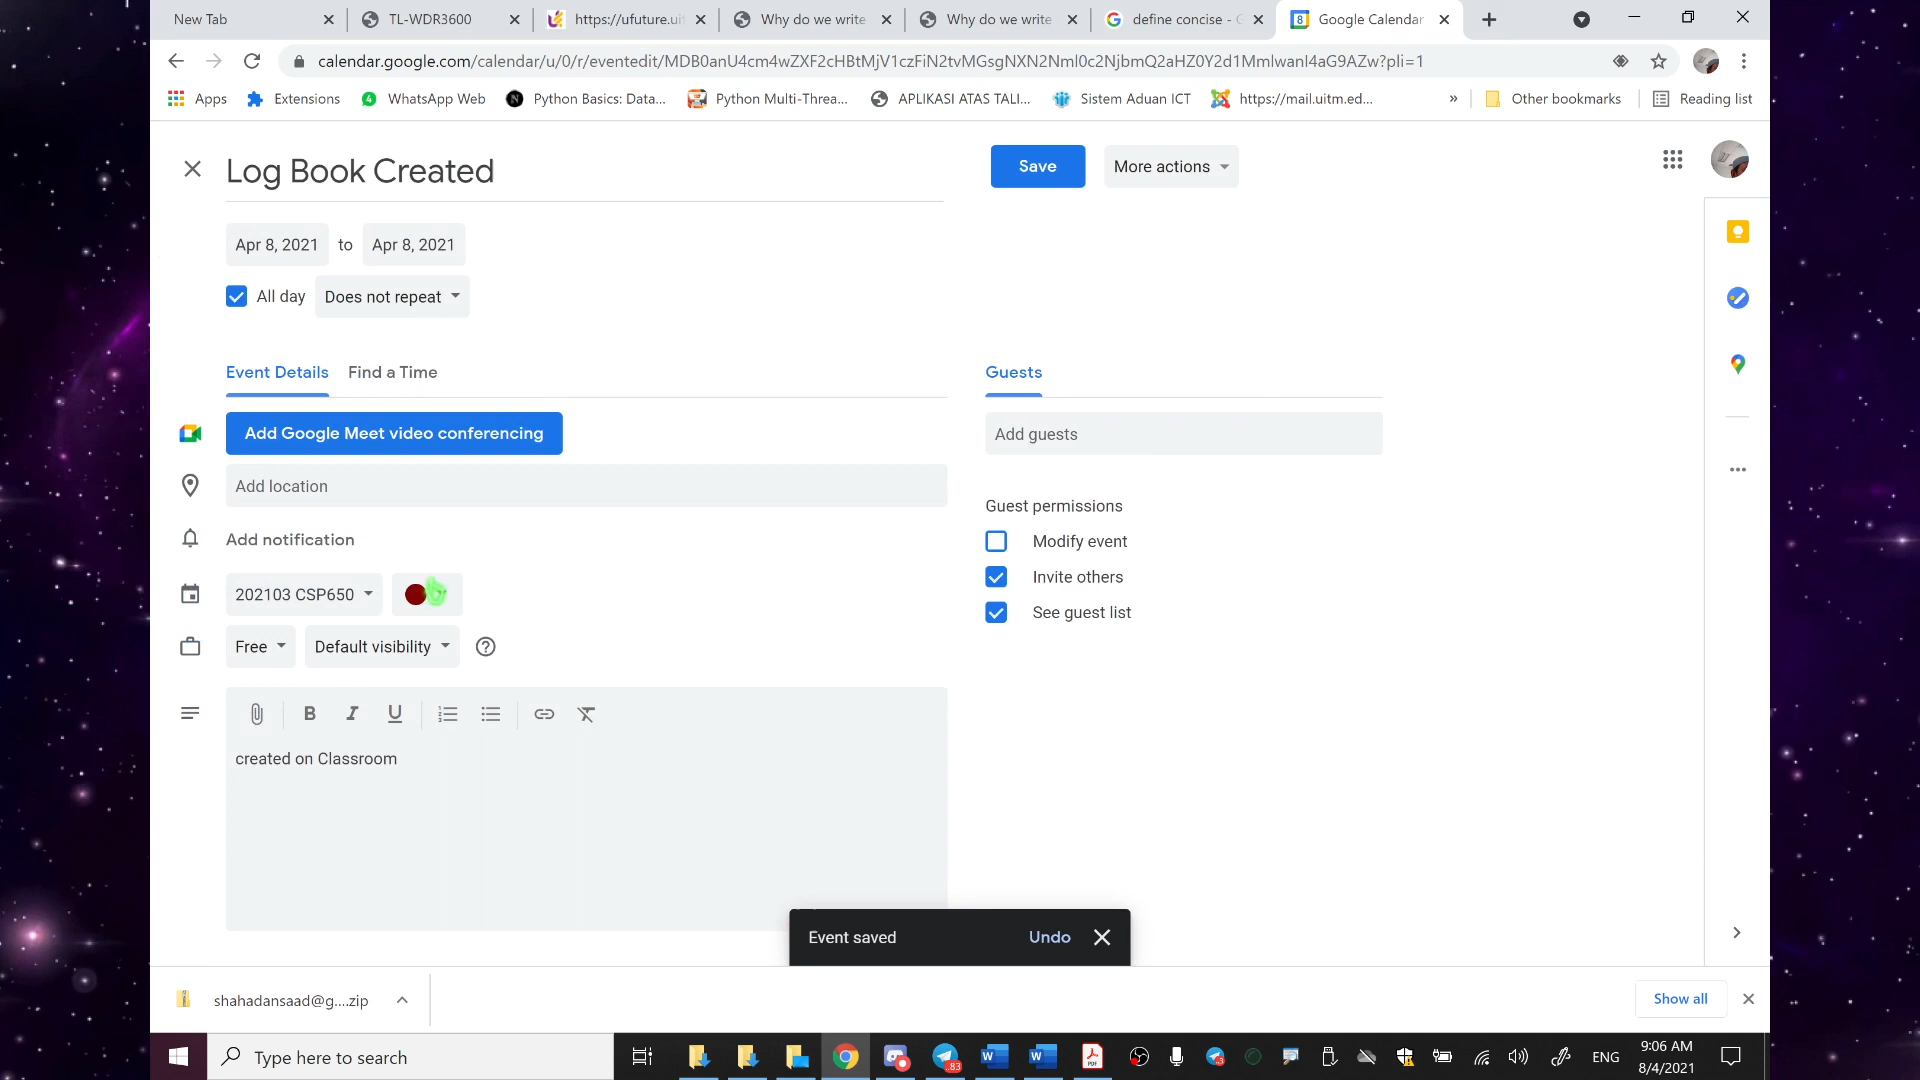 New Tab
TL-WDR3600
https://ufuture.ui
Why do we write
Why do we write
define concise -
Google Calendar
calendar.google.com/calendar/u/0/r/eventedit/MDB0anU4cm4wZXF2cHBtMjV1czFiN2tvMGsgNXN2Nml0c2NjbmQ2aHZ0Y2d1Mmlwanl4aG9AZw?pli=1
Apps
Extensions
WhatsApp Web
Python Basics: Data...
Python Multi-Threa...
APLIKASI ATAS TALI...
Sistem Aduan ICT
https://mail.uitm.ed...
»
Other bookmarks
Reading list
Log Book Created
Save
More actions
Apr 8, 2021 to Apr 8, 2021
All day
Does not repeat
Event Details
Find a Time
Guests
Add Google Meet video conferencing
Add guests
Add location
Guest permissions
Add notification
Modify event
Invite others
202103 CSP650
See guest list
Free
Default visibility
B I U
created on Classroom
Event saved
Undo
shahadansaad@g....zip
Show all
Type here to search
83
ENG
9:06 AM
8/4/2021